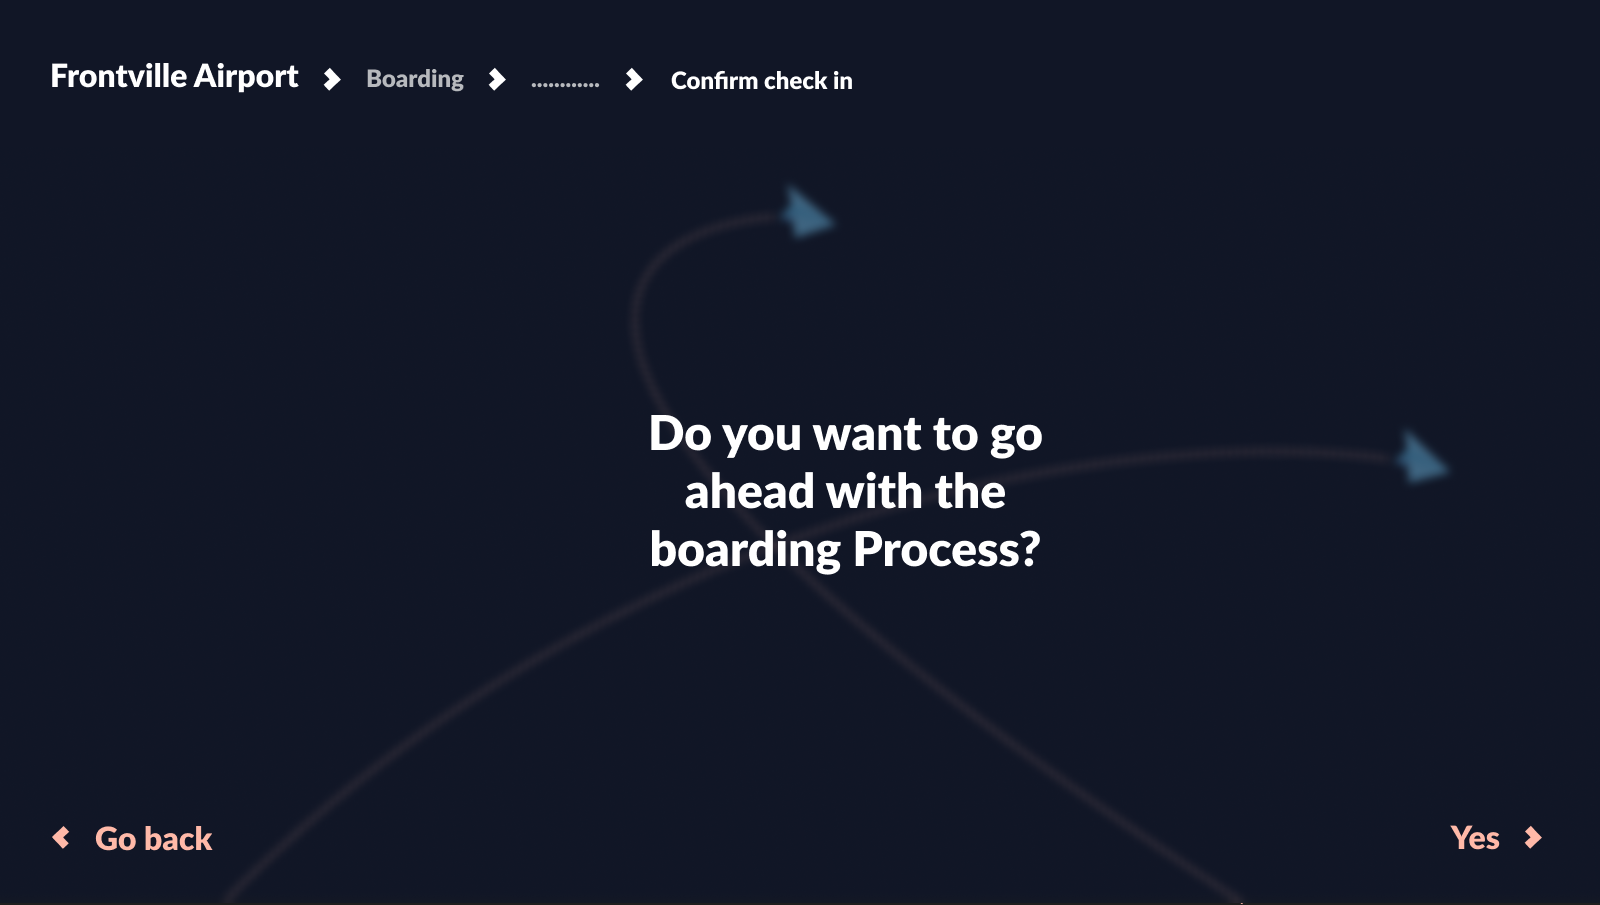 Frontville Airport Boarding ............ Confirm check in
Do you want to go
ahead with the
boarding Process?
Go back
Yes